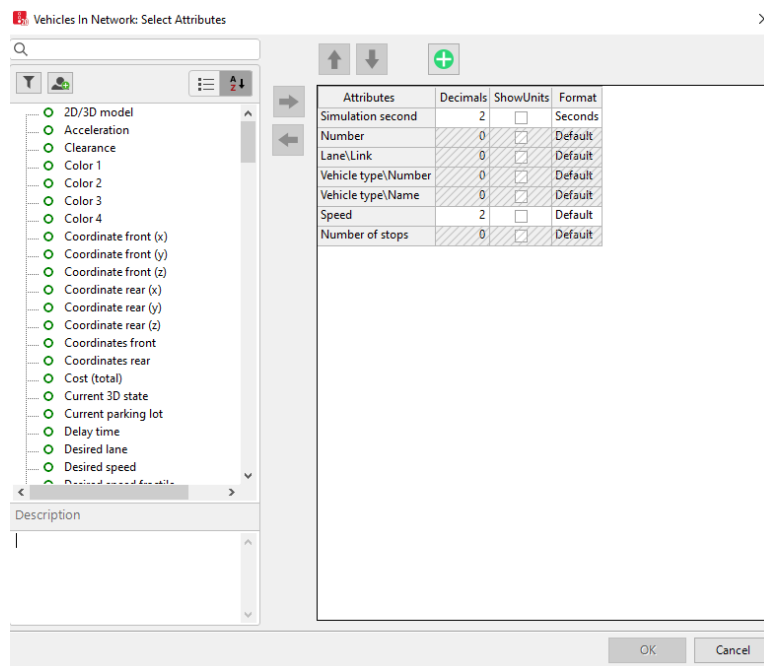 Vehicles In Network: Select Attributes
2D/3D model
Acceleration
Clearance
Color 1
Color 2
Color 3
Color 4
Coordinate front (x)
Coordinate front (y)
Coordinate front (z)
Coordinate rear (x)
Coordinate rear (y)
Coordinate rear (z)
Coordinates front
Coordinates rear
Cost (total)
Current 3D state
Current parking lot
Delay time
Desired lane
Desired speed
Desired speed fractile
Description
Attributes Decimals ShowUnits Format
Simulation second 2 Seconds
Number 0 Default
Lane\Link 0 Default
Vehicle type\Number 0 Default
Vehicle type\Name 0 Default
Speed 2 Default
Number of stops 0 Default
OK Cancel